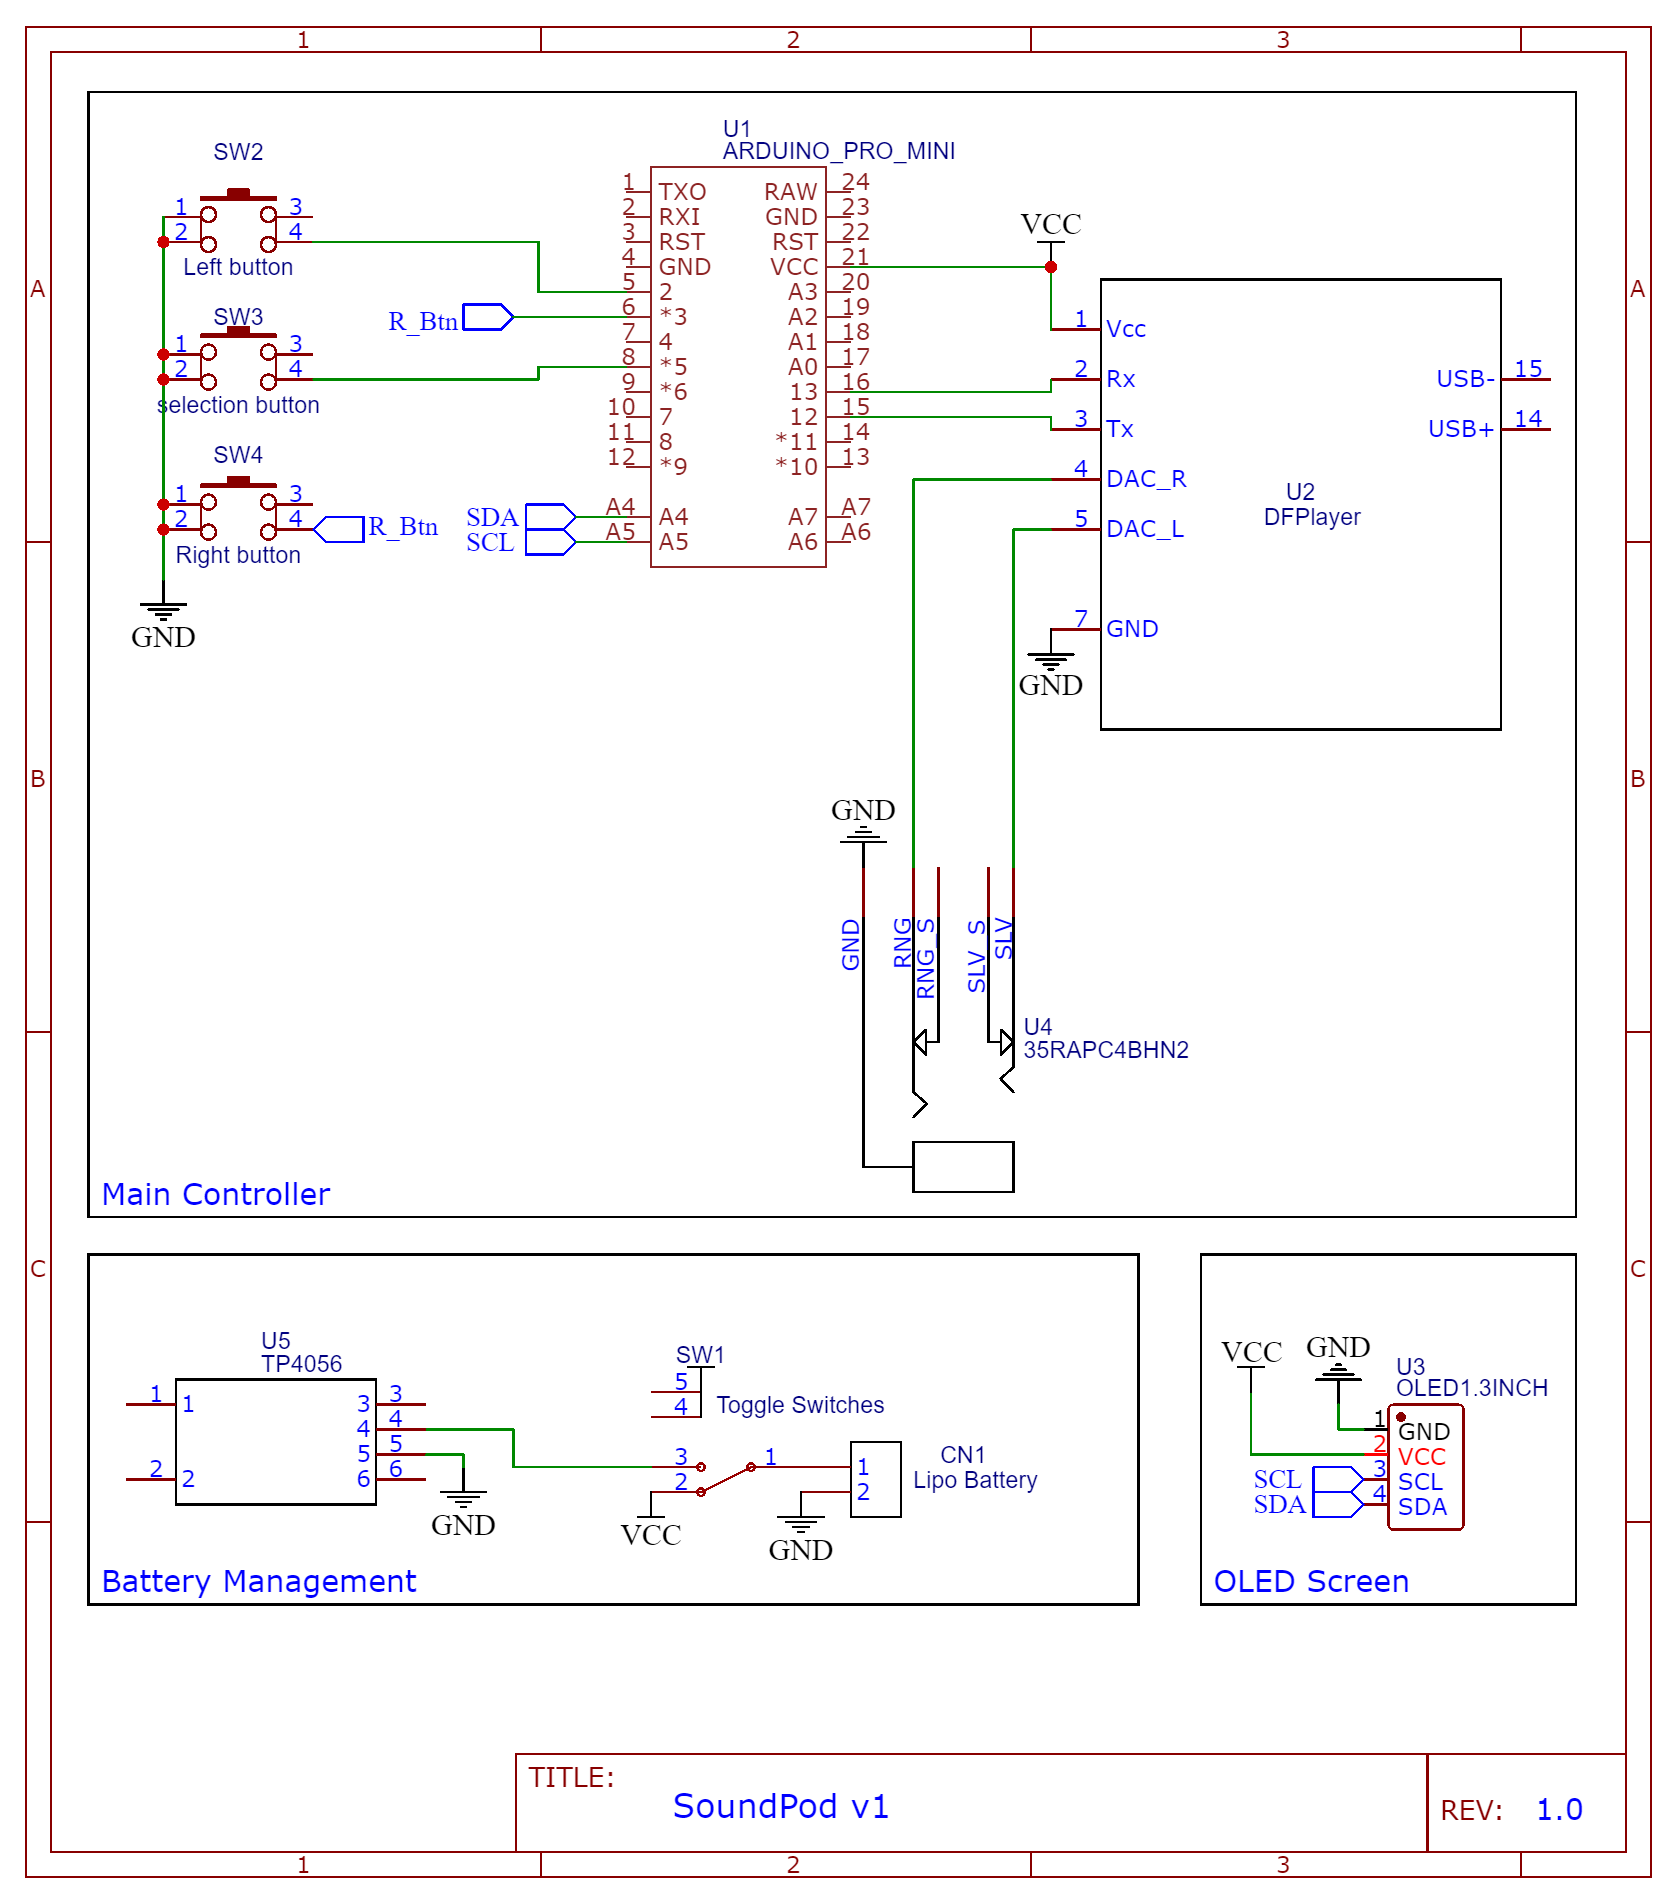 1 2 3
A A
B B
C C
SW2
1 3
2 4
Left button
SW3
1 3
2 4
selection button
SW4
1 3
2 4
R_Btn
Right button
GND
R_Btn
SDA
SCL
U1
ARDUINO_PRO_MINI
1 TXO RAW 24
2 RXI GND 23
3 RST RST 22
4 GND VCC 21
5 2 A3 20
6 *3 A2 19
7 4 A1 18
8 *5 A0 17
9 *6 13 16
10 7 12 15
11 8 *11 14
12 *9 *10 13
A4 A4 A7 A7
A5 A5 A6 A6
VCC
1 Vcc
2 Rx USB- 15
3 Tx USB+ 14
4 DAC_R
5 DAC_L
7 GND
U2
DFPlayer
GND
GND
GND
RNG
RNG_S
SLV_S
SLV
U4
35RAPC4BHN2
Main Controller
U5
TP4056
1 1 3 3
4 4
5 5
2 2 6 6
GND
SW1
5
4
Toggle Switches
3 1
2
VCC
1
2
CN1
Lipo Battery
GND
Battery Management
VCC
GND
U3
OLED1.3INCH
1 GND
2 VCC
SCL 3 SCL
SDA 4 SDA
OLED Screen
TITLE:
SoundPod v1
REV: 1.0
1 2 3